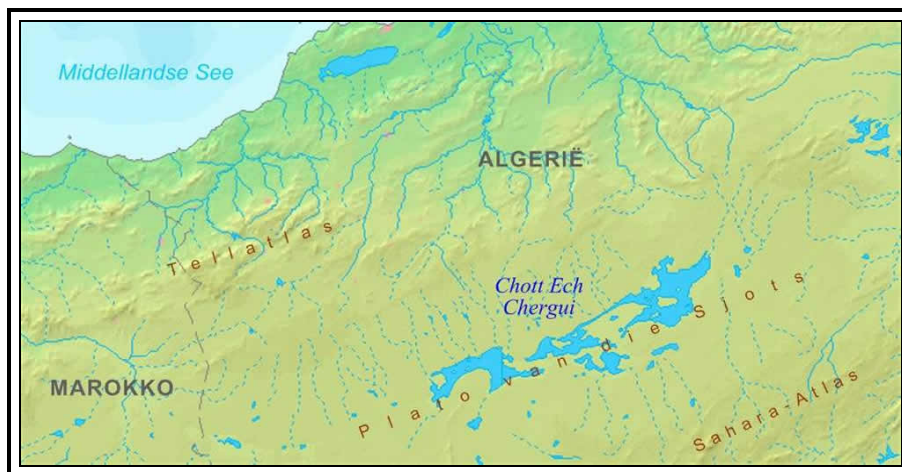 Middellandse See
ALGERIË
Tellatlas
Chott Ech
Chergui
Plato van die Sjots
MAROKKO
Sahara-Atlas